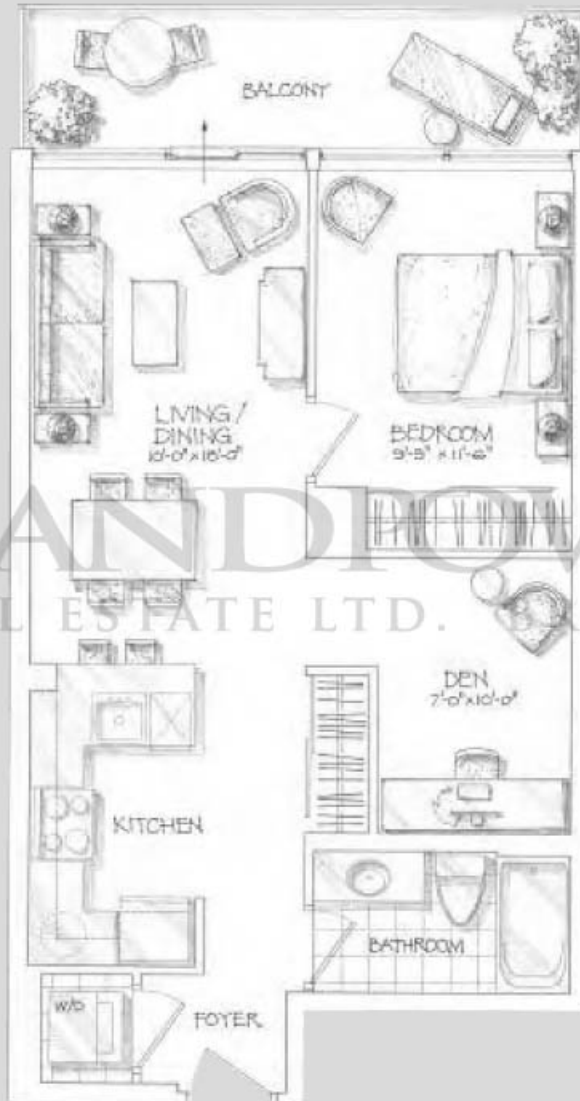 BALCONY
LIVING/
DINING
10'-0" x 18'-0"
BEDROOM
9'-9" x 11'-6"
ANDPOW
L ESTATE LTD.
DEN
7'-0" x 10'-0"
KITCHEN
BATHROOM
W/D
FOYER